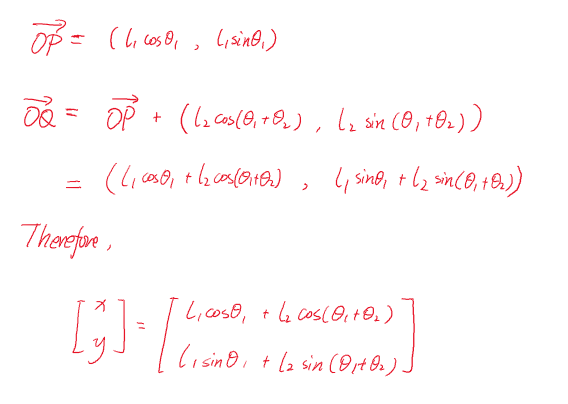 $\overrightarrow{OP} = (l_1 \cos\theta_1 , l_1 \sin\theta_1)$
$\overrightarrow{OQ} = \overrightarrow{OP} + (l_2 \cos(\theta_1+\theta_2) , l_2 \sin(\theta_1+\theta_2))$
$= (l_1 \cos\theta_1 + l_2 \cos(\theta_1+\theta_2) , l_1 \sin\theta_1 + l_2 \sin(\theta_1+\theta_2))$
Therefore,
$\begin{bmatrix} x \\ y \end{bmatrix} = \begin{bmatrix} l_1 \cos\theta_1 + l_2 \cos(\theta_1+\theta_2) \\ l_1 \sin\theta_1 + l_2 \sin(\theta_1+\theta_2) \end{bmatrix}$